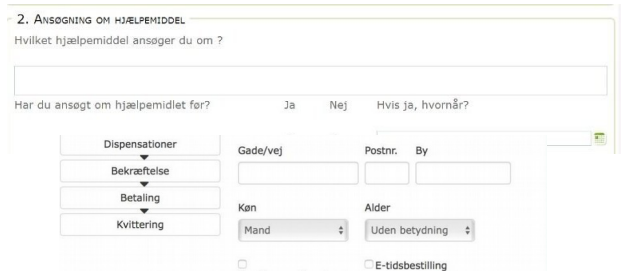 2. Ansøgning om hjælpemiddel
Hvilket hjælpemiddel ansøger du om ?
Har du ansøgt om hjælpemidlet før? Ja Nej Hvis ja, hvornår?
Dispensationer
Bekræftelse
Betaling
Kvittering
Gade/vej Postnr. By
Køn Alder
Mand Uden betydning
E-tidsbestilling